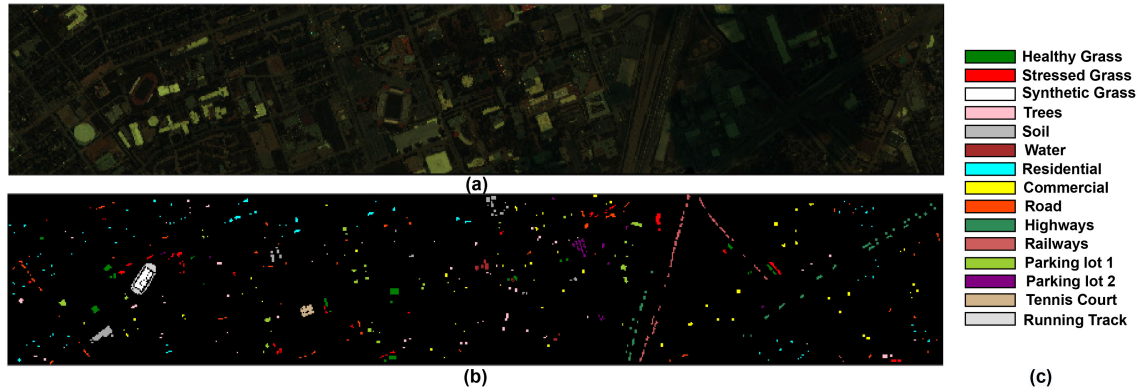 (a)
(b)
Healthy Grass
Stressed Grass
Synthetic Grass
Trees
Soil
Water
Residential
Commercial
Road
Highways
Railways
Parking lot 1
Parking lot 2
Tennis Court
Running Track
(c)